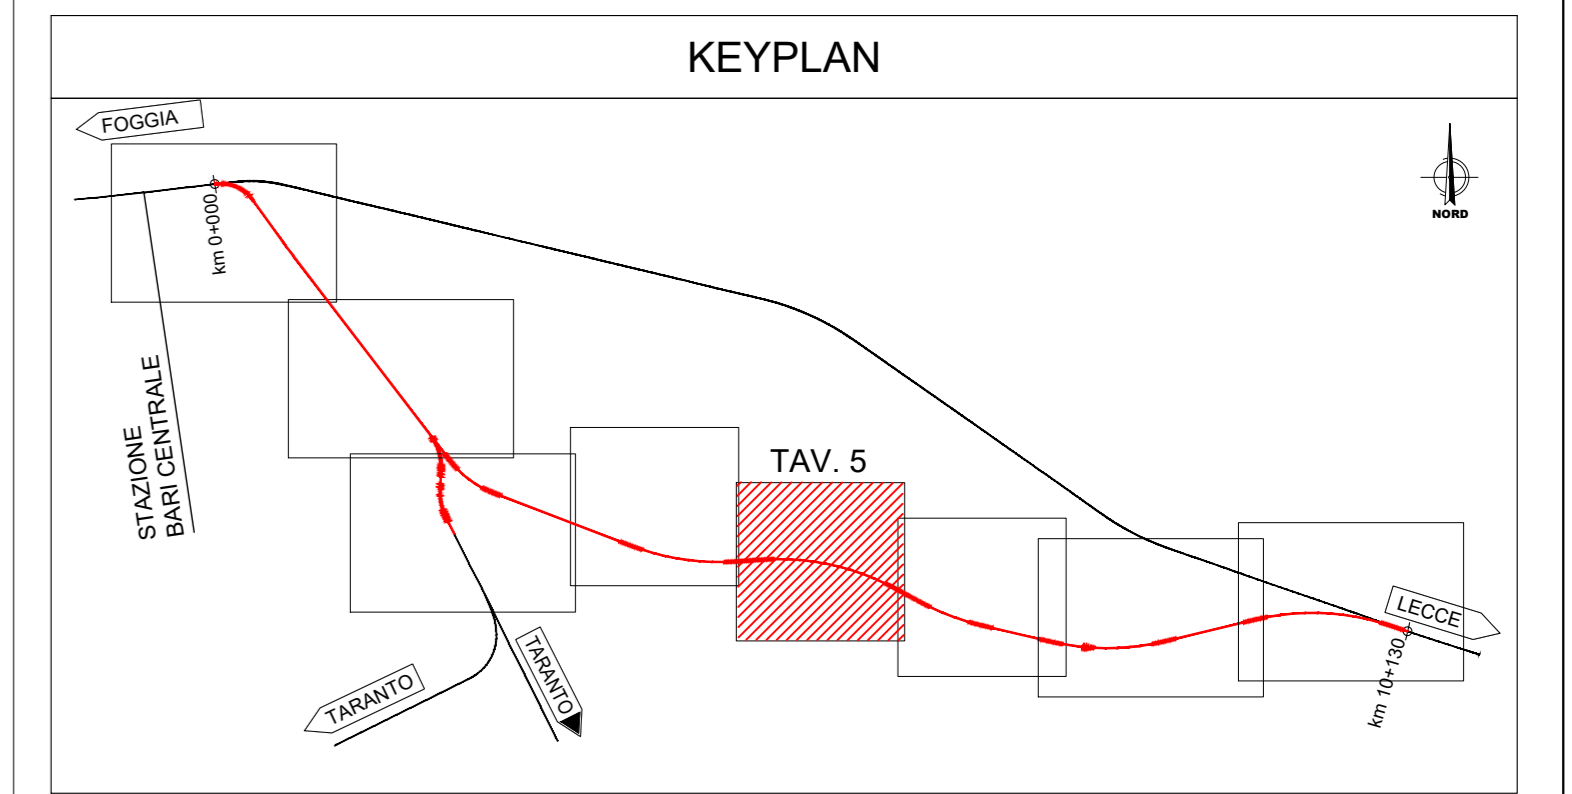 KEYPLAN
FOGGIA
NORD
km 0+000
STAZIONE
BARI CENTRALE
TAV. 5
LECCE
km 10+130
TARANTO
TARANTO